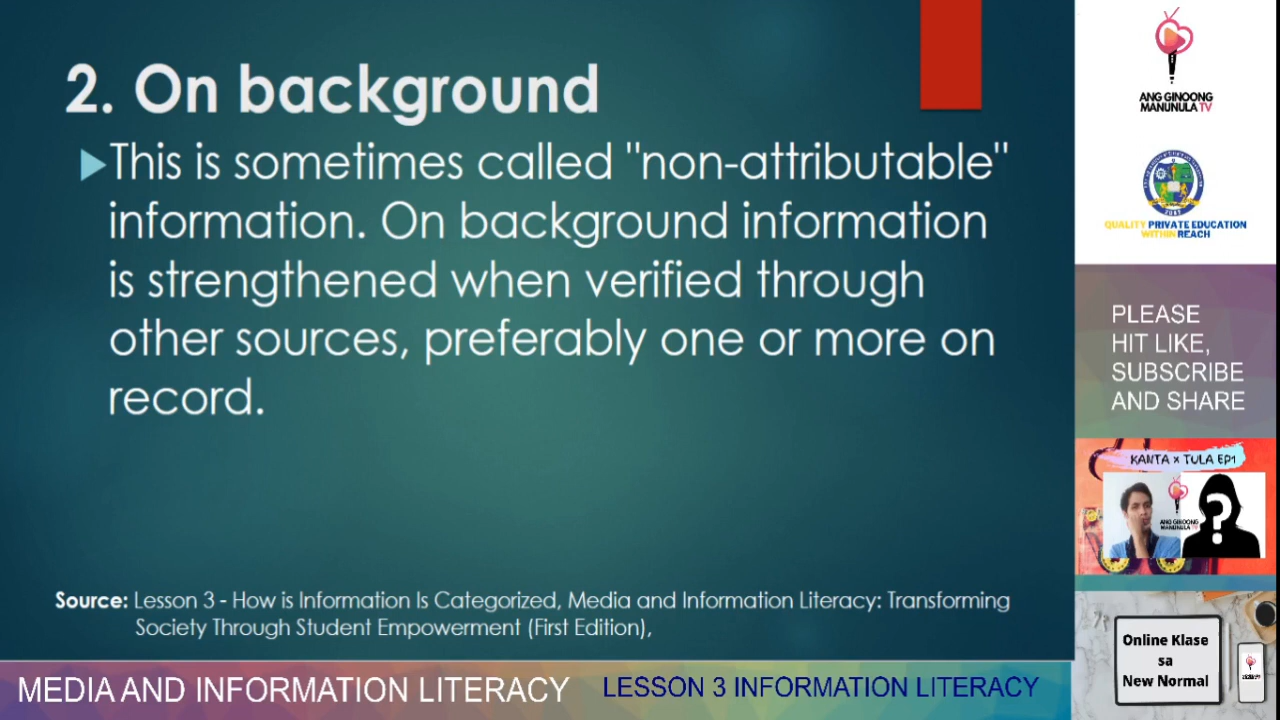 2. On background
This is sometimes called "non-attributable"
information. On background information
is strengthened when verified through
other sources, preferably one or more on
record.
Source: Lesson 3 - How is Information Is Categorized, Media and Information Literacy: Transforming
Society Through Student Empowerment (First Edition),
MEDIA AND INFORMATION LITERACY
LESSON 3 INFORMATION LITERACY
ANG GINOONG
MANUNULA TV
QUALITY PRIVATE EDUCATION
WITHIN REACH
PLEASE
HIT LIKE,
SUBSCRIBE
AND SHARE
KANTA x TULA EP1
ANG GINOONG
MANUNULA TV
?
Online Klase
sa
New Normal